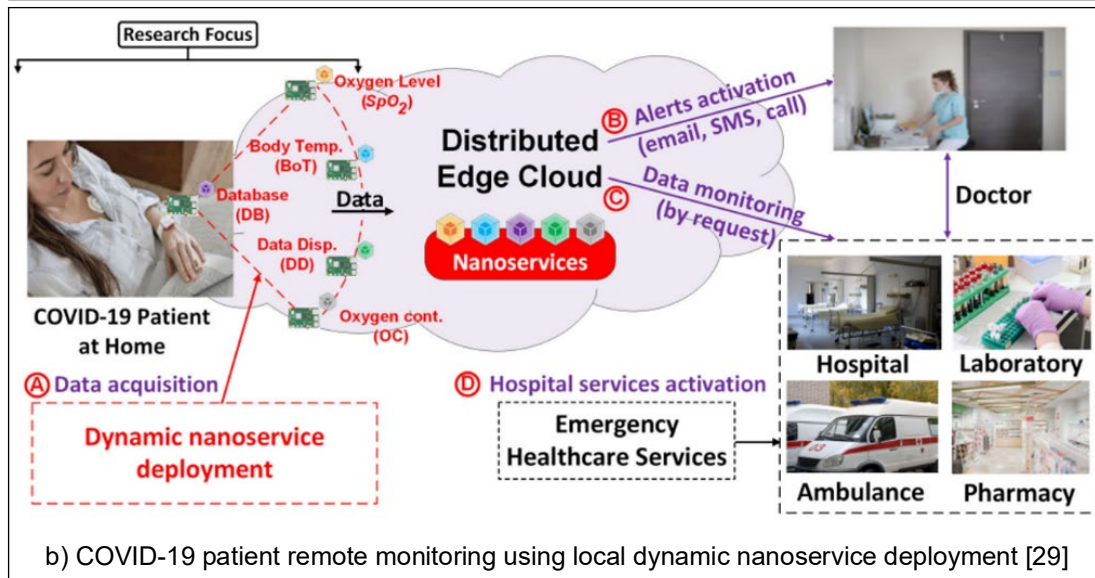 Research Focus
Oxygen Level
(SpO2)
Body Temp.
(BoT)
Database
(DB)
Data
Data Disp.
(DD)
Oxygen cont.
(OC)
COVID-19 Patient
at Home
Distributed
Edge Cloud
Nanoservices
B Alerts activation
(email, SMS, call)
C Data monitoring
(by request)
Doctor
A Data acquisition
Dynamic nanoservice
deployment
D Hospital services activation
Emergency
Healthcare Services
Hospital
Laboratory
03
Ambulance
Pharmacy
b) COVID-19 patient remote monitoring using local dynamic nanoservice deployment [29]